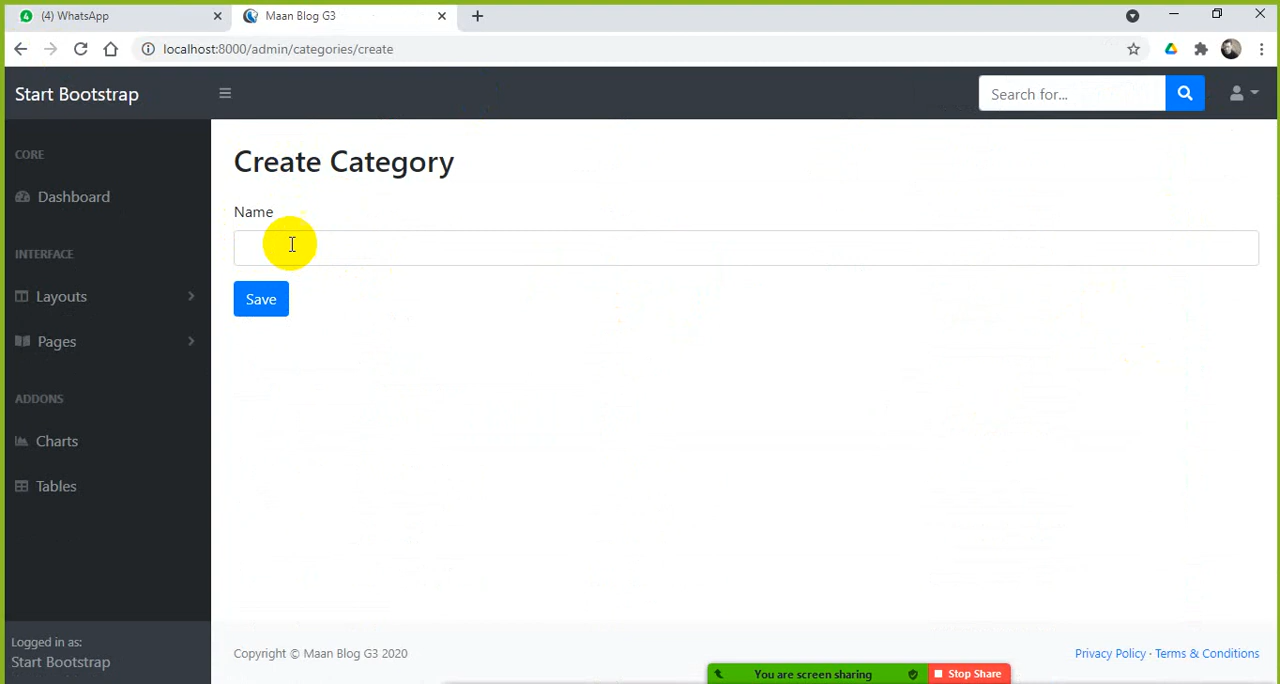 4 (4) WhatsApp
Maan Blog G3
localhost:8000/admin/categories/create
Start Bootstrap
Search for...
CORE
Dashboard
INTERFACE
Layouts
Pages
ADDONS
Charts
Tables
Logged in as:
Start Bootstrap
Create Category
Name
Save
Copyright © Maan Blog G3 2020
Privacy Policy · Terms & Conditions
You are screen sharing
Stop Share